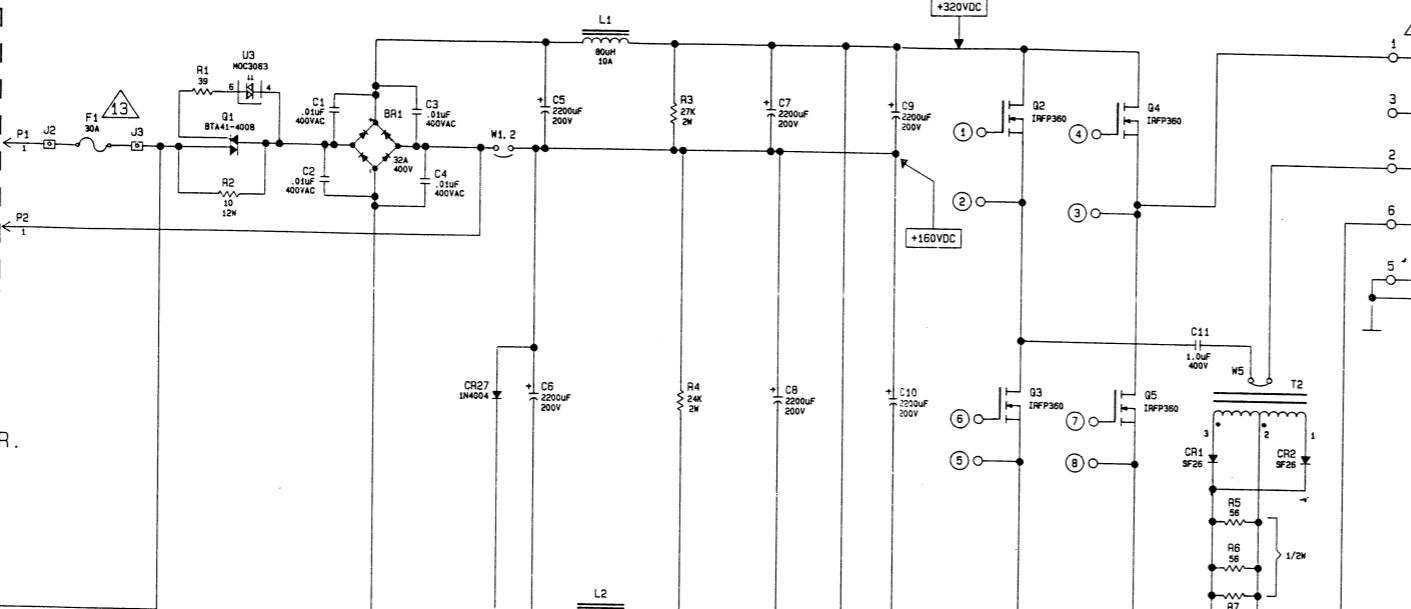 +320VDC
L1
80uH
10A
U3
MOC3063
R1
39
6
4
13
F1
30A
Q1
BTA41-400B
P1
1
J2
J3
R2
10
12W
P2
1
C1
.01uF
400VAC
C3
.01uF
400VAC
BR1
32A
400V
C2
.01uF
400VAC
C4
.01uF
400VAC
W1,2
C5
+
2200uF
200V
R3
27K
2W
C7
+
2200uF
200V
C9
+
2200uF
200V
+160VDC
Q2
IRFP360
Q4
IRFP360
1
4
2
3
1
3
2
6
5
CR27
1N4004
C6
+
2200uF
200V
R4
24K
2W
C8
+
2200uF
200V
C10
+
2200uF
200V
Q3
IRFP360
Q5
IRFP360
6
7
5
8
C11
1.0uF
400V
W5
T2
3
2
1
CR1
SF26
CR2
SF26
R5
56
R6
56
1/2W
R7
R.
L2